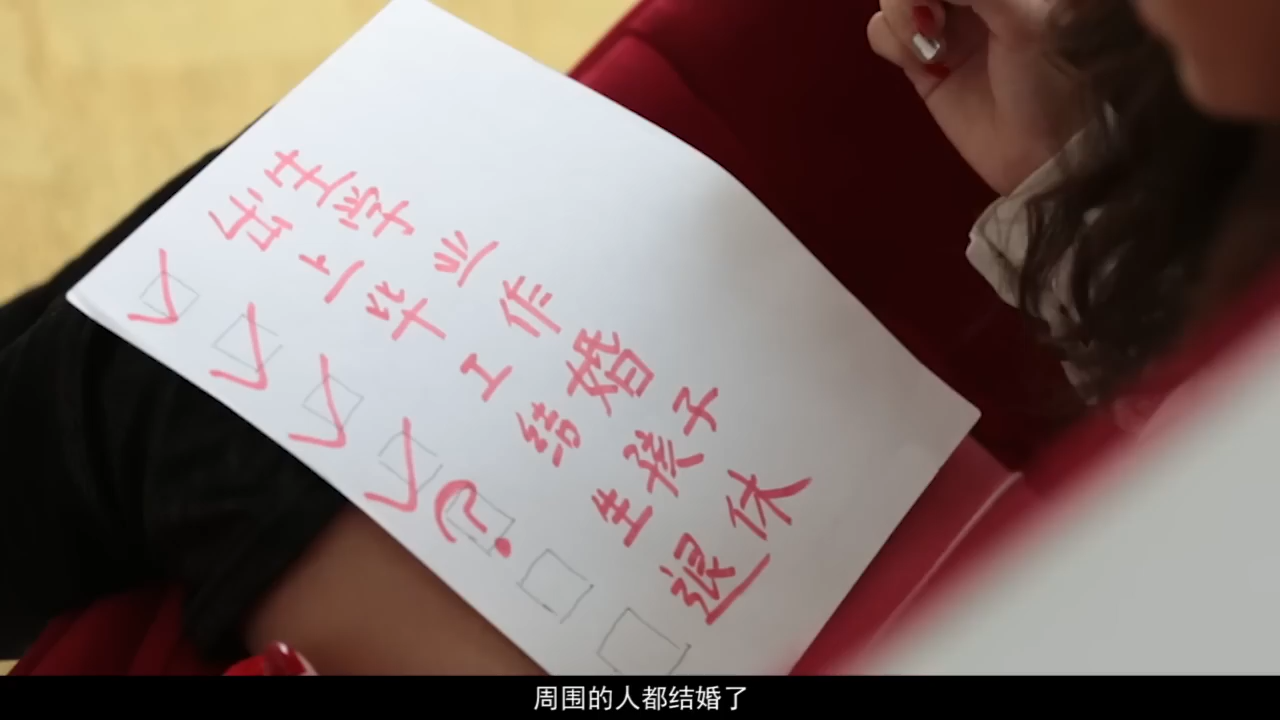 出生
上学
毕业
工作
结婚
生孩子
退休
周围的人都结婚了